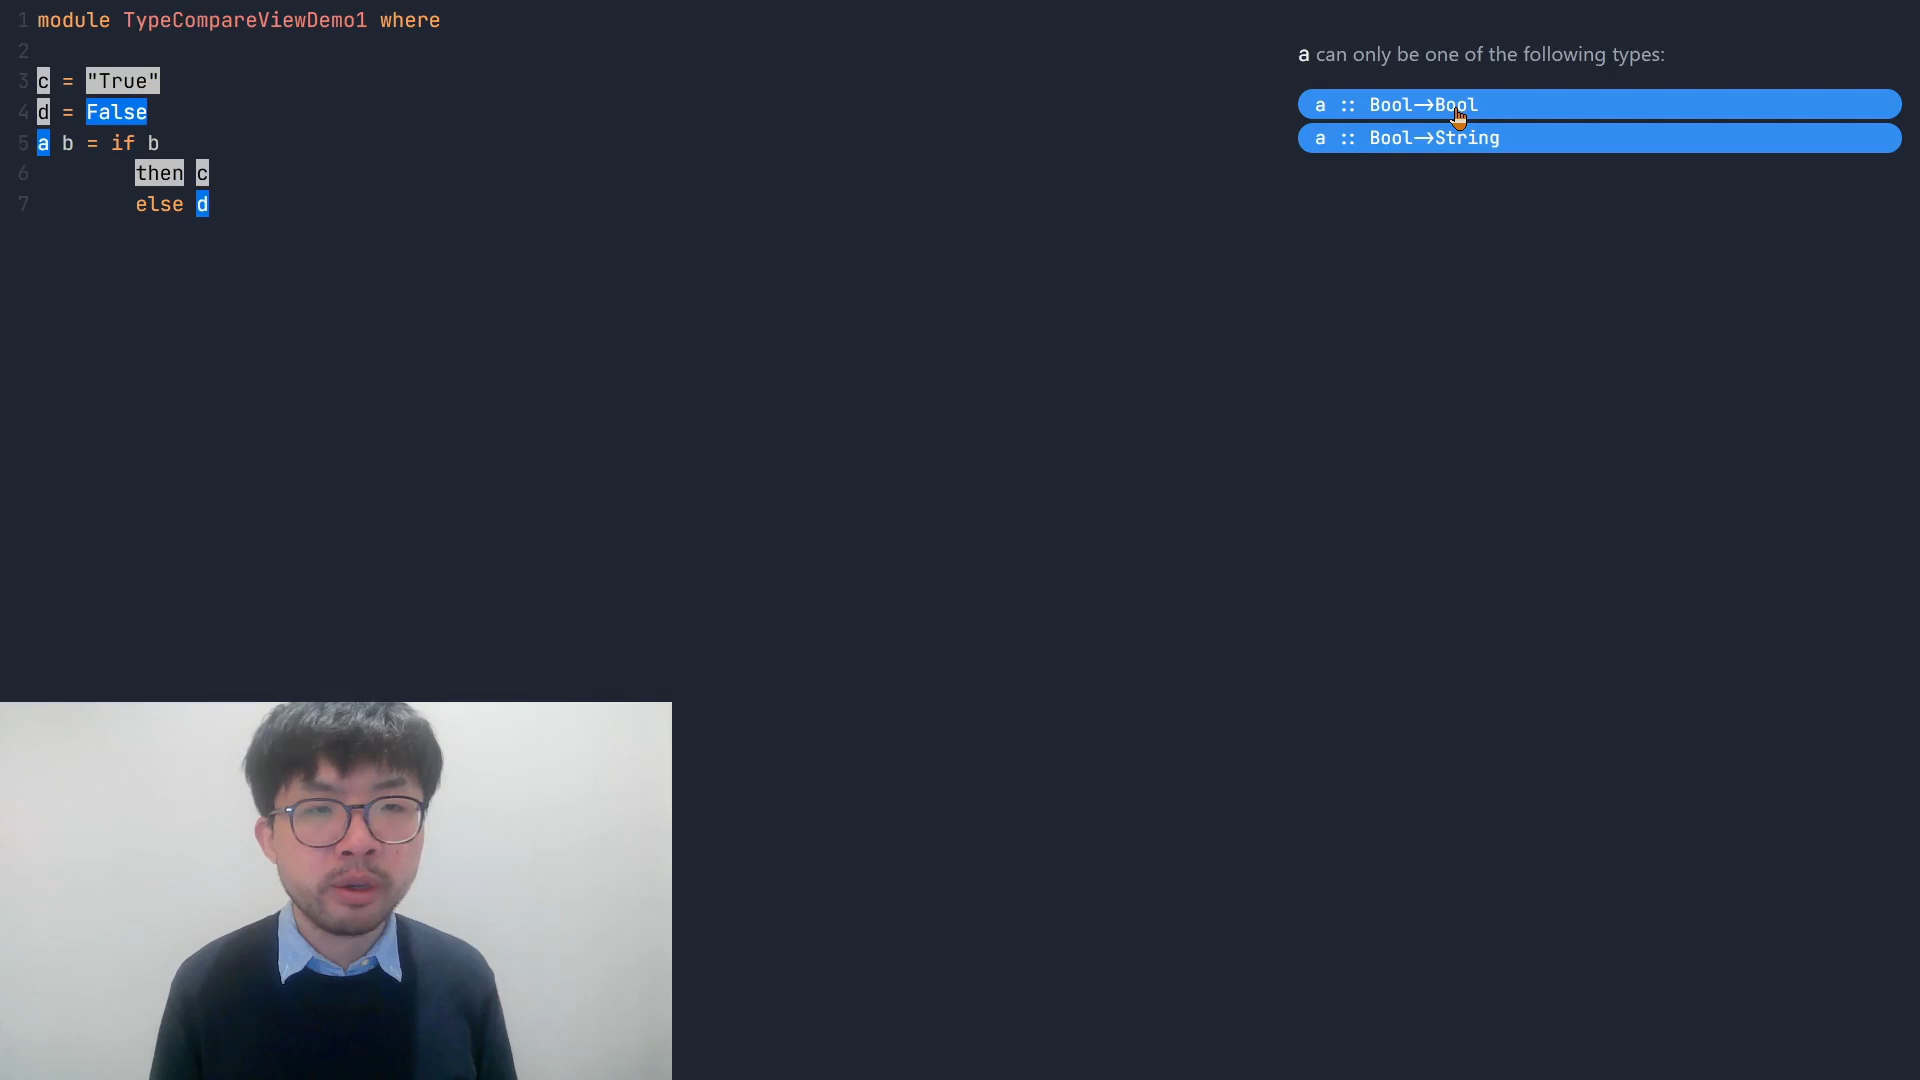 1 module TypeCompareViewDemo1 where
2
3 c = "True"
4 d = False
5 a b = if b
6 then c
7 else d
a can only be one of the following types:
a :: Bool→Bool
a :: Bool→String